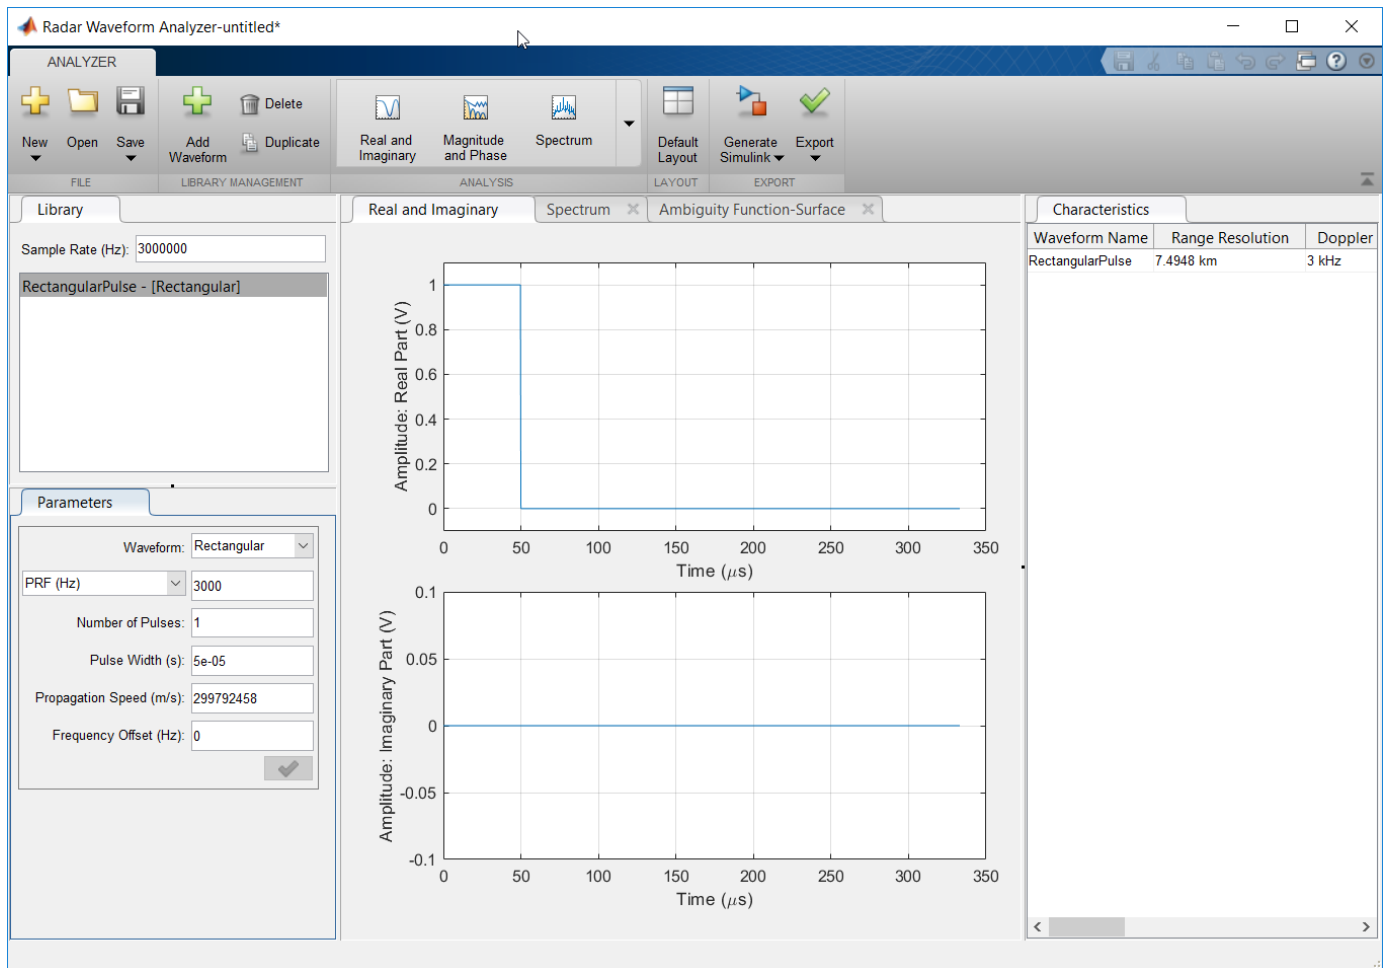 Radar Waveform Analyzer-untitled*
ANALYZER
New
Open
Save
Add
Waveform
Delete
Duplicate
Real and
Imaginary
Magnitude
and Phase
Spectrum
Default
Layout
Generate
Simulink
Export
FILE
LIBRARY MANAGEMENT
ANALYSIS
LAYOUT
EXPORT
Library
Sample Rate (Hz): 3000000
RectangularPulse - [Rectangular]
Parameters
Waveform: Rectangular
PRF (Hz) 3000
Number of Pulses: 1
Pulse Width (s): 5e-05
Propagation Speed (m/s): 299792458
Frequency Offset (Hz): 0
Real and Imaginary
Spectrum
Ambiguity Function-Surface
Amplitude: Real Part (V)
1
0.8
0.6
0.4
0.2
0
0 50 100 150 200 250 300 350
Time (μs)
Amplitude: Imaginary Part (V)
0.1
0.05
0
-0.05
-0.1
0 50 100 150 200 250 300 350
Time (μs)
Characteristics
Waveform Name Range Resolution Doppler
RectangularPulse 7.4948 km 3 kHz